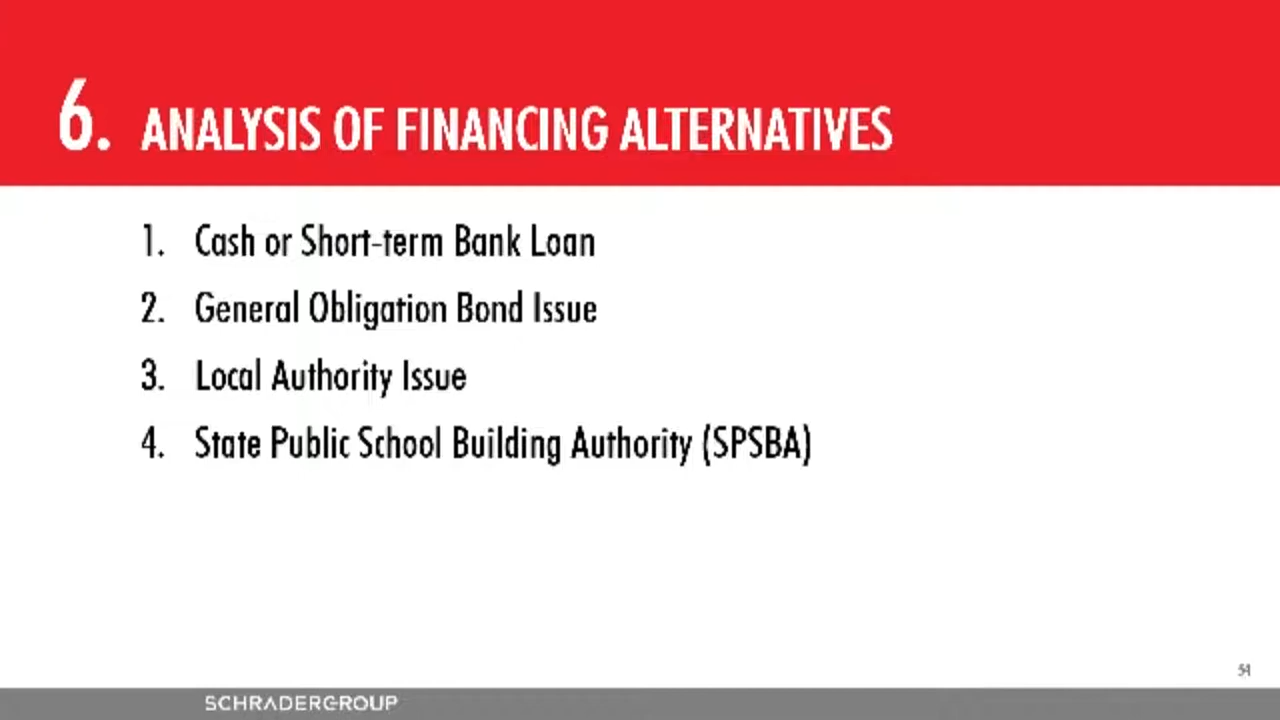 6. ANALYSIS OF FINANCING ALTERNATIVES
1. Cash or Short-term Bank Loan
2. General Obligation Bond Issue
3. Local Authority Issue
4. State Public School Building Authority (SPSBA)
54
SCHRADERGROUP